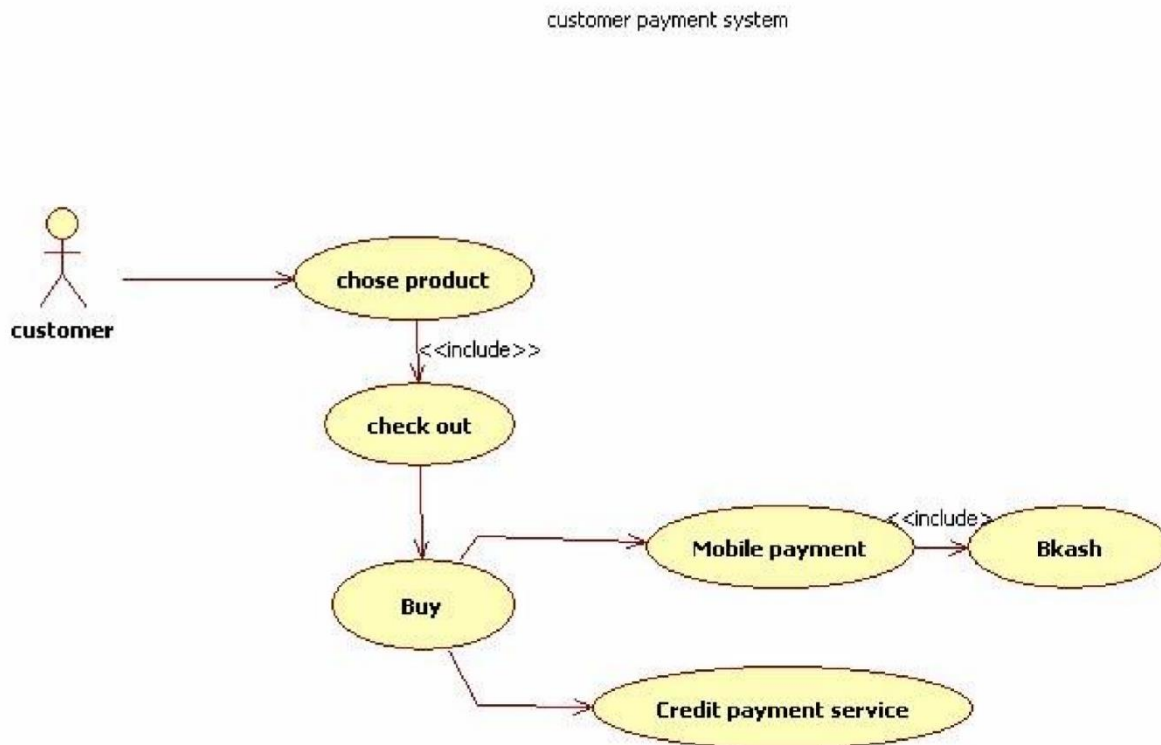 customer payment system
customer
chose product
<<include>>
check out
Buy
Mobile payment
<<include>
Bkash
Credit payment service